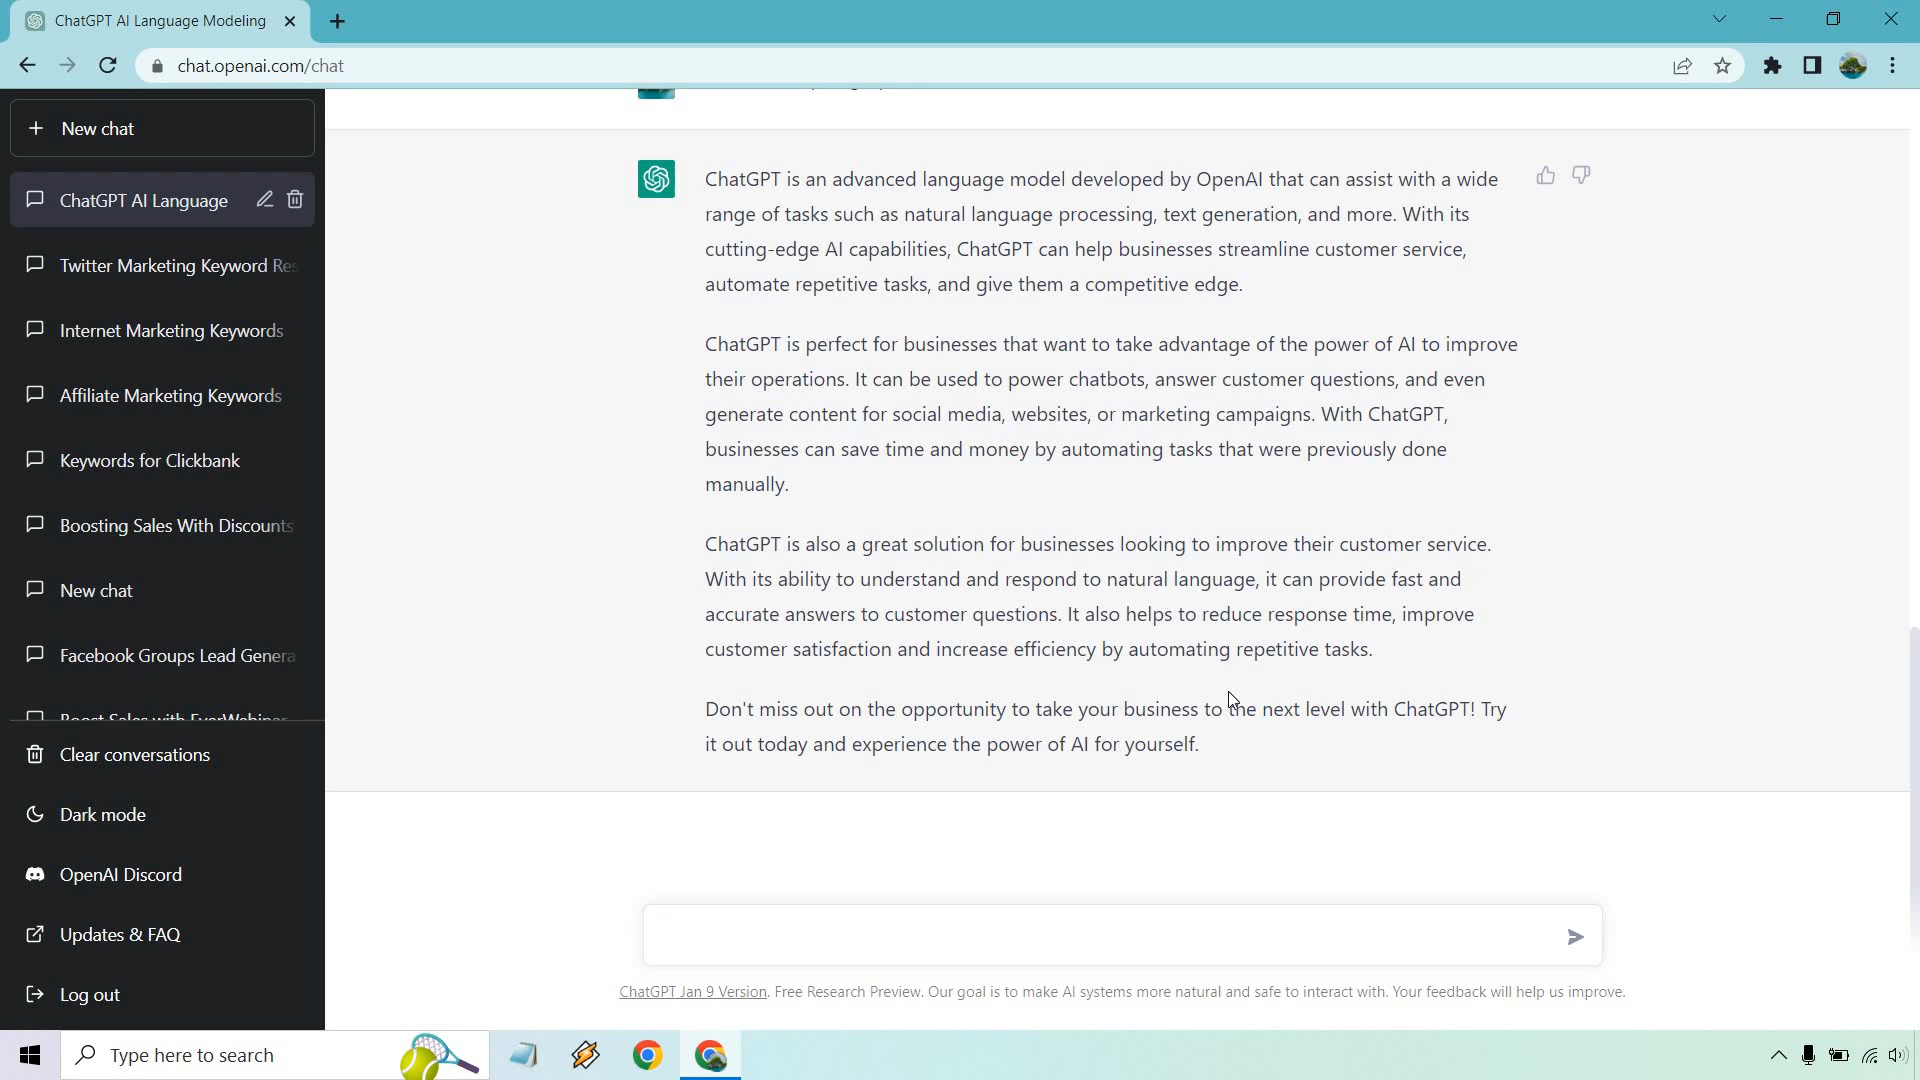 ChatGPT AI Language Modeling
chat.openai.com/chat
New chat
ChatGPT AI Language
Twitter Marketing Keyword Res
Internet Marketing Keywords
Affiliate Marketing Keywords
Keywords for Clickbank
Boosting Sales With Discounts
New chat
Facebook Groups Lead Genera
Boost Sales with EverWebinar
Clear conversations
Dark mode
OpenAI Discord
Updates & FAQ
Log out
ChatGPT is an advanced language model developed by OpenAI that can assist with a wide
range of tasks such as natural language processing, text generation, and more. With its
cutting-edge AI capabilities, ChatGPT can help businesses streamline customer service,
automate repetitive tasks, and give them a competitive edge.
ChatGPT is perfect for businesses that want to take advantage of the power of AI to improve
their operations. It can be used to power chatbots, answer customer questions, and even
generate content for social media, websites, or marketing campaigns. With ChatGPT,
businesses can save time and money by automating tasks that were previously done
manually.
ChatGPT is also a great solution for businesses looking to improve their customer service.
With its ability to understand and respond to natural language, it can provide fast and
accurate answers to customer questions. It also helps to reduce response time, improve
customer satisfaction and increase efficiency by automating repetitive tasks.
Don't miss out on the opportunity to take your business to the next level with ChatGPT! Try
it out today and experience the power of AI for yourself.
ChatGPT Jan 9 Version. Free Research Preview. Our goal is to make AI systems more natural and safe to interact with. Your feedback will help us improve.
Type here to search